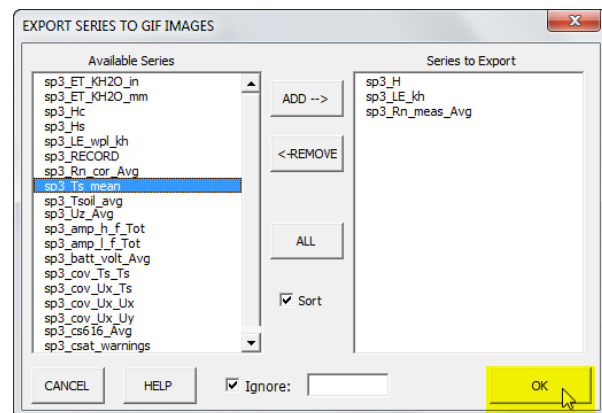 EXPORT SERIES TO GIF IMAGES
x
Available Series
sp3_ET_KH2O_in
sp3_ET_KH2O_mm
sp3_Hc
sp3_Hs
sp3_LE_wpl_kh
sp3_RECORD
sp3_Rn_cor_Avg
sp3_Ts_mean
sp3_Tsoil_avg
sp3_Uz_Avg
sp3_amp_h_f_Tot
sp3_amp_l_f_Tot
sp3_batt_volt_Avg
sp3_cov_Ts_Ts
sp3_cov_Ux_Ts
sp3_cov_Ux_Ux
sp3_cov_Ux_Uy
sp3_cs616_Avg
sp3_csat_warnings
ADD -->
<-REMOVE
ALL
Sort
Series to Export
sp3_H
sp3_LE_kh
sp3_Rn_meas_Avg
CANCEL
HELP
Ignore:
OK